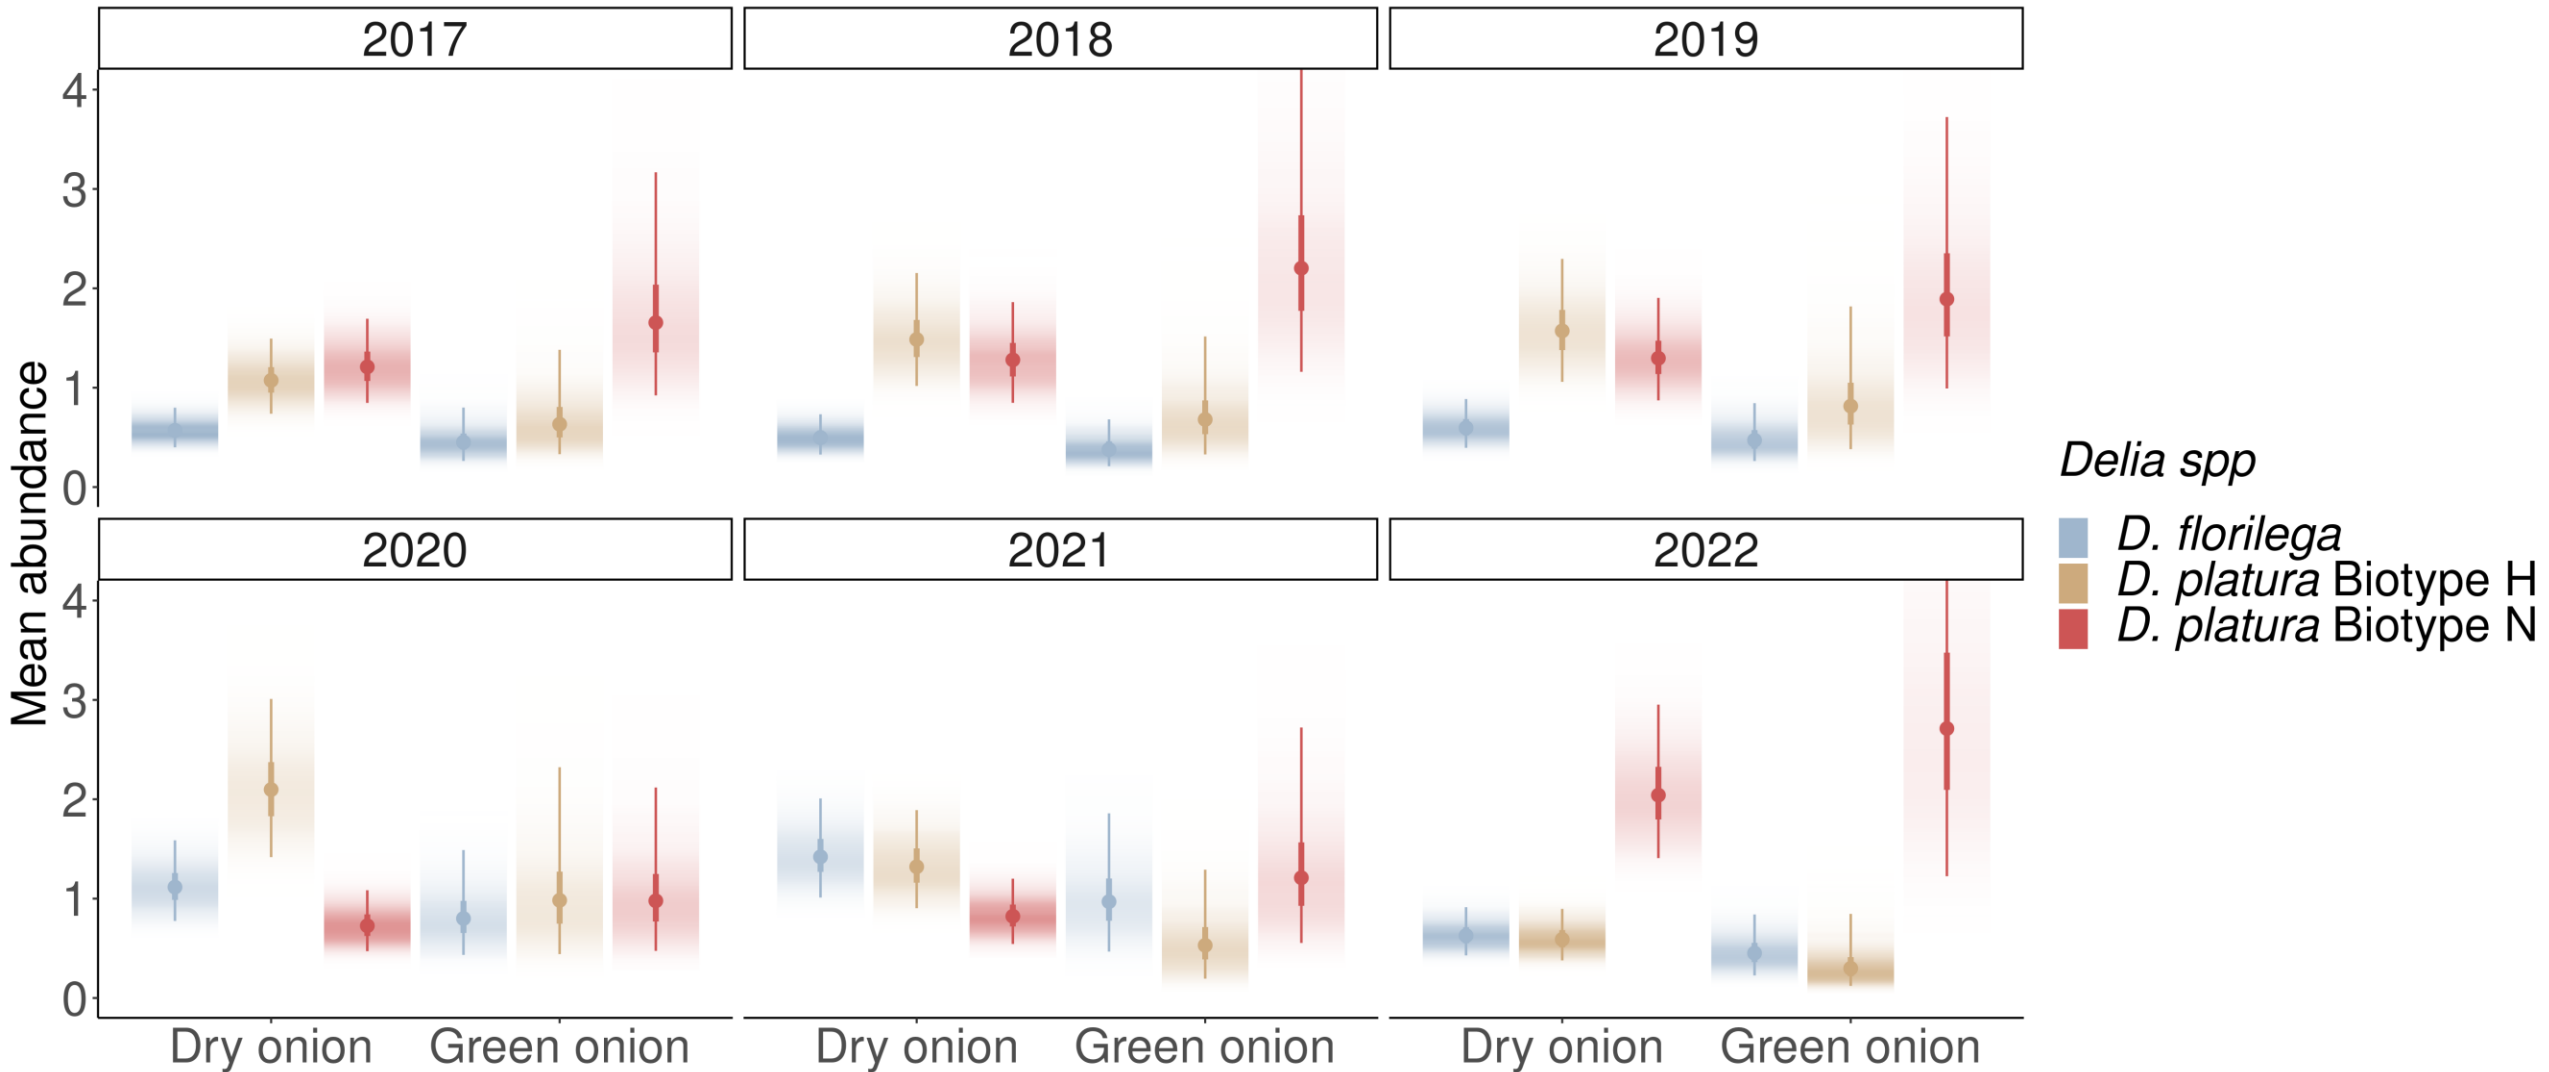 2017
2018
2019
4
3
2
1
0
2020
2021
2022
4
3
2
1
0
Mean abundance
Dry onion
Green onion
Dry onion
Green onion
Dry onion
Green onion
Delia spp
D. florilega
D. platura Biotype H
D. platura Biotype N